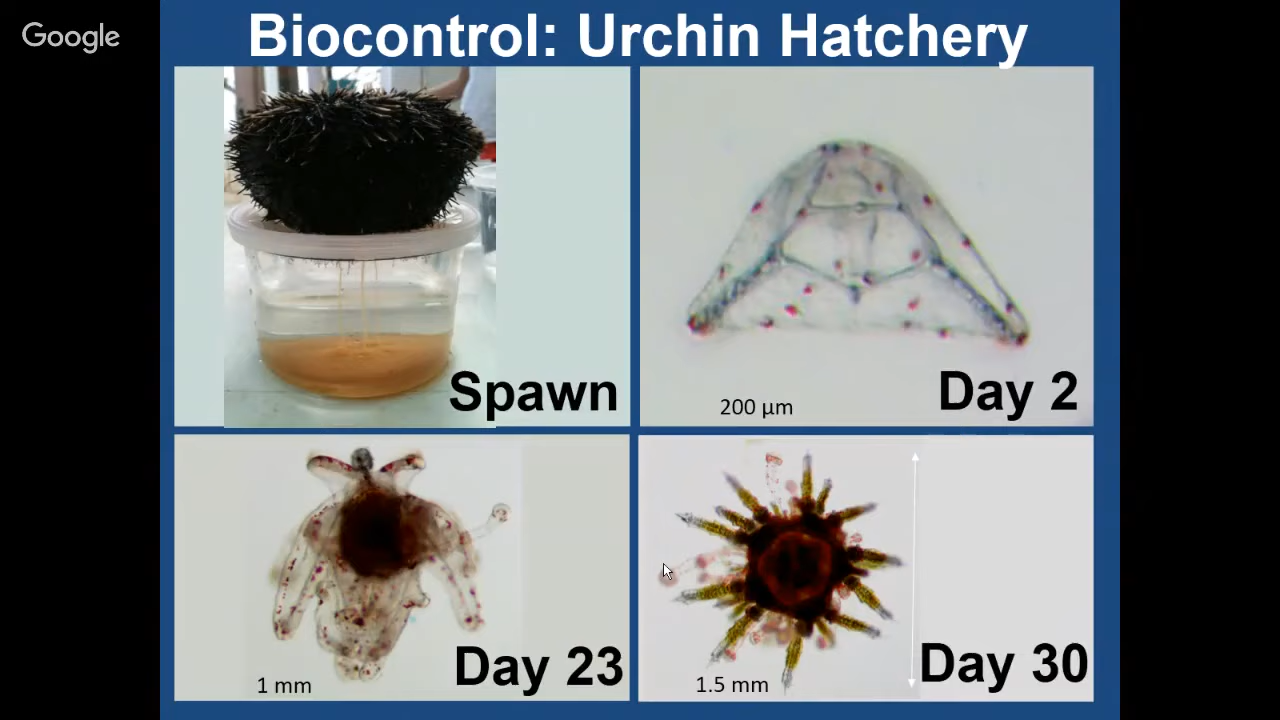 Google
Biocontrol: Urchin Hatchery
Spawn
200 µm
Day 2
1 mm
Day 23
1.5 mm
Day 30